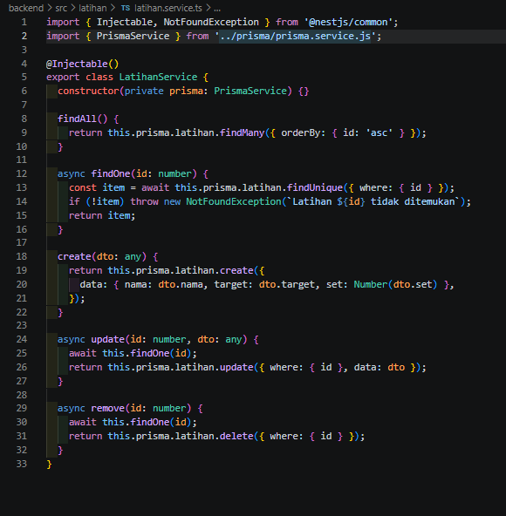 backend > src > latihan > TS latihan.service.ts > ...
1 import { Injectable, NotFoundException } from '@nestjs/common';
2 import { PrismaService } from '../prisma/prisma.service.js';
3
4 @Injectable()
5 export class LatihanService {
6 constructor(private prisma: PrismaService) {}
7
8 findAll() {
9 return this.prisma.latihan.findMany({ orderBy: { id: 'asc' } });
10 }
11
12 async findOne(id: number) {
13 const item = await this.prisma.latihan.findUnique({ where: { id } });
14 if (!item) throw new NotFoundException(`Latihan ${id} tidak ditemukan`);
15 return item;
16 }
17
18 create(dto: any) {
19 return this.prisma.latihan.create({
20 data: { nama: dto.nama, target: dto.target, set: Number(dto.set) },
21 });
22 }
23
24 async update(id: number, dto: any) {
25 await this.findOne(id);
26 return this.prisma.latihan.update({ where: { id }, data: dto });
27 }
28
29 async remove(id: number) {
30 await this.findOne(id);
31 return this.prisma.latihan.delete({ where: { id } });
32 }
33 }